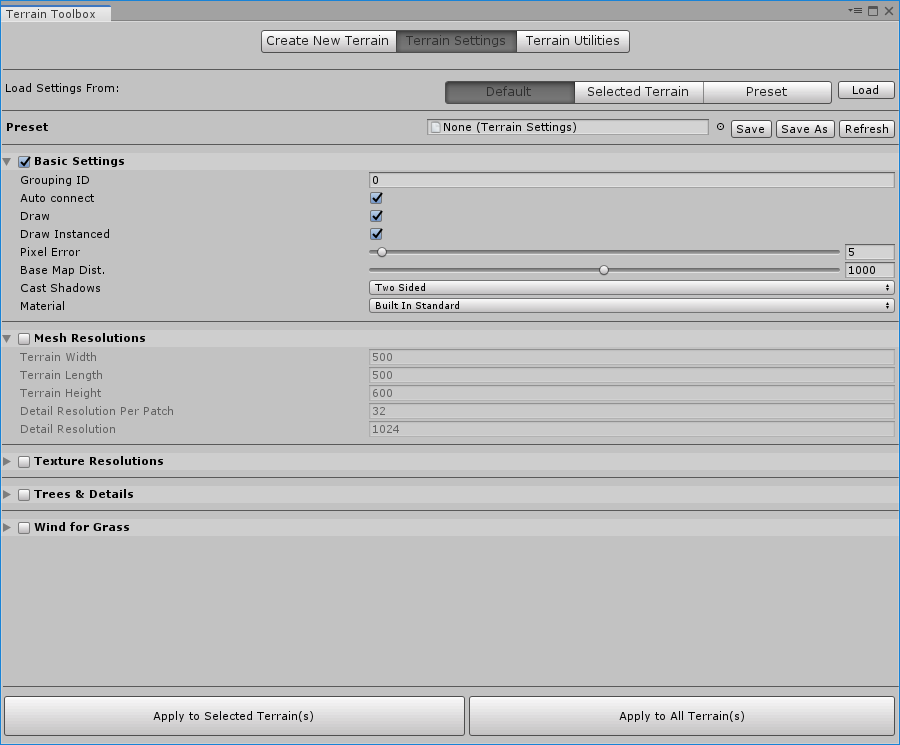 Terrain Toolbox
Create New Terrain Terrain Settings Terrain Utilities
Load Settings From: Default Selected Terrain Preset Load
Preset None (Terrain Settings) Save Save As Refresh
Basic Settings
Grouping ID 0
Auto connect
Draw
Draw Instanced
Pixel Error 5
Base Map Dist. 1000
Cast Shadows Two Sided
Material Built In Standard
Mesh Resolutions
Terrain Width 500
Terrain Length 500
Terrain Height 600
Detail Resolution Per Patch 32
Detail Resolution 1024
Texture Resolutions
Trees & Details
Wind for Grass
Apply to Selected Terrain(s) Apply to All Terrain(s)